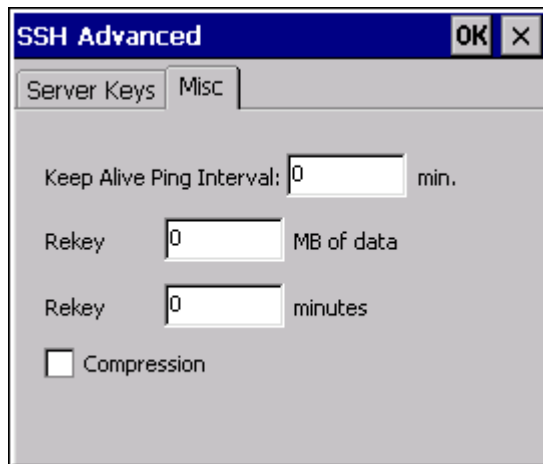 SSH Advanced OK ×
Server Keys Misc
Keep Alive Ping Interval: 0 min.
Rekey 0 MB of data
Rekey 0 minutes
Compression